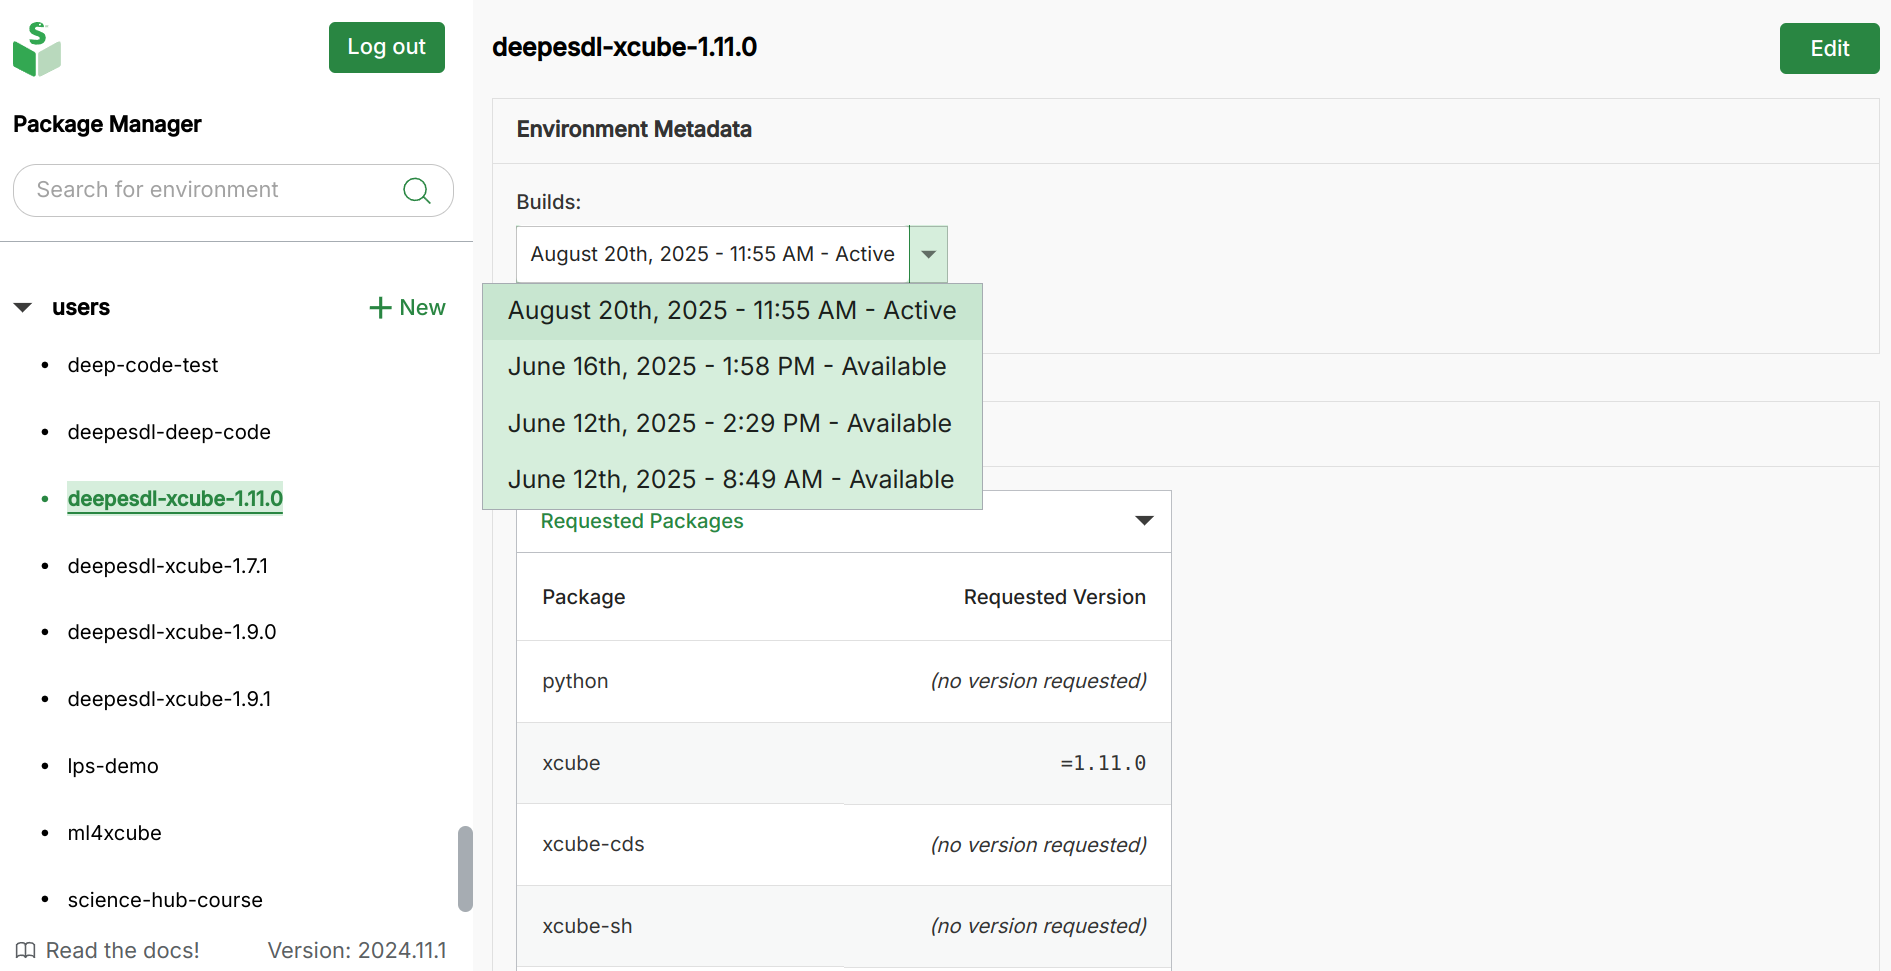 Log out
Package Manager
Search for environment
users
New
deep-code-test
deepesdl-deep-code
deepesdl-xcube-1.11.0
deepesdl-xcube-1.7.1
deepesdl-xcube-1.9.0
deepesdl-xcube-1.9.1
lps-demo
ml4xcube
science-hub-course
Read the docs!
Version: 2024.11.1
deepesdl-xcube-1.11.0
Edit
Environment Metadata
Builds:
August 20th, 2025 - 11:55 AM - Active
August 20th, 2025 - 11:55 AM - Active
June 16th, 2025 - 1:58 PM - Available
June 12th, 2025 - 2:29 PM - Available
June 12th, 2025 - 8:49 AM - Available
Requested Packages
Package Requested Version
python (no version requested)
xcube =1.11.0
xcube-cds (no version requested)
xcube-sh (no version requested)